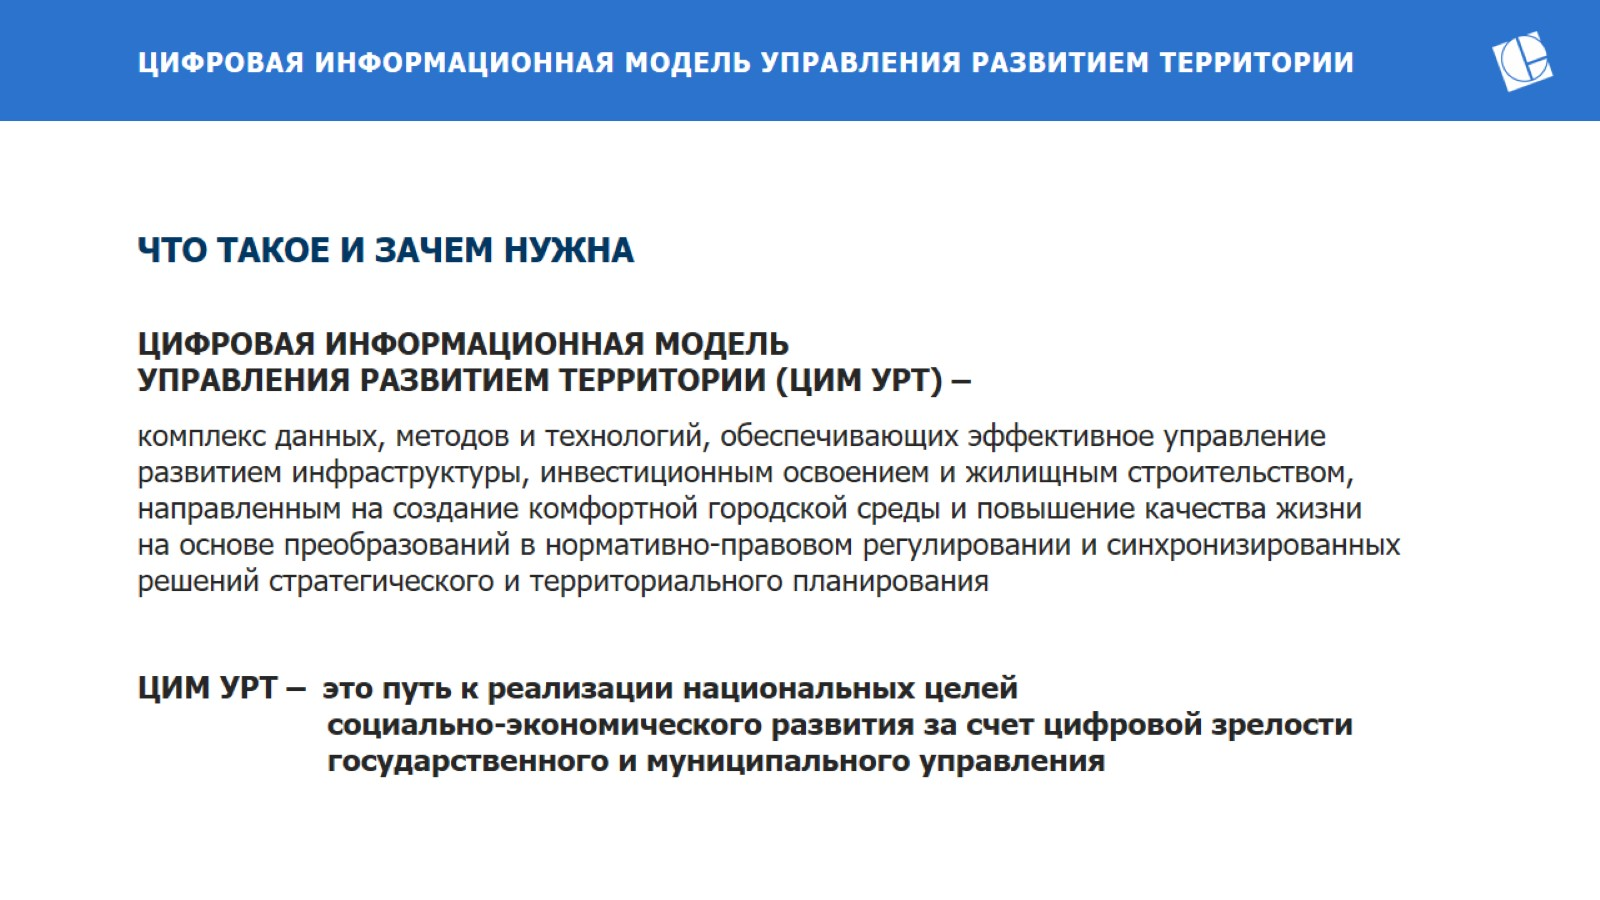 ЦИФРОВАЯ ИНФОРМАЦИОННАЯ МОДЕЛЬ УПРАВЛЕНИЯ РАЗВИТИЕМ ТЕРРИТОРИИ
ЧТО ТАКОЕ И ЗАЧЕМ НУЖНА
ЦИФРОВАЯ ИНФОРМАЦИОННАЯ МОДЕЛЬ
УПРАВЛЕНИЯ РАЗВИТИЕМ ТЕРРИТОРИИ (ЦИМ УРТ) –
комплекс данных, методов и технологий, обеспечивающих эффективное управление
развитием инфраструктуры, инвестиционным освоением и жилищным строительством,
направленным на создание комфортной городской среды и повышение качества жизни
на основе преобразований в нормативно-правовом регулировании и синхронизированных
решений стратегического и территориального планирования
ЦИМ УРТ – это путь к реализации национальных целей
социально-экономического развития за счет цифровой зрелости
государственного и муниципального управления